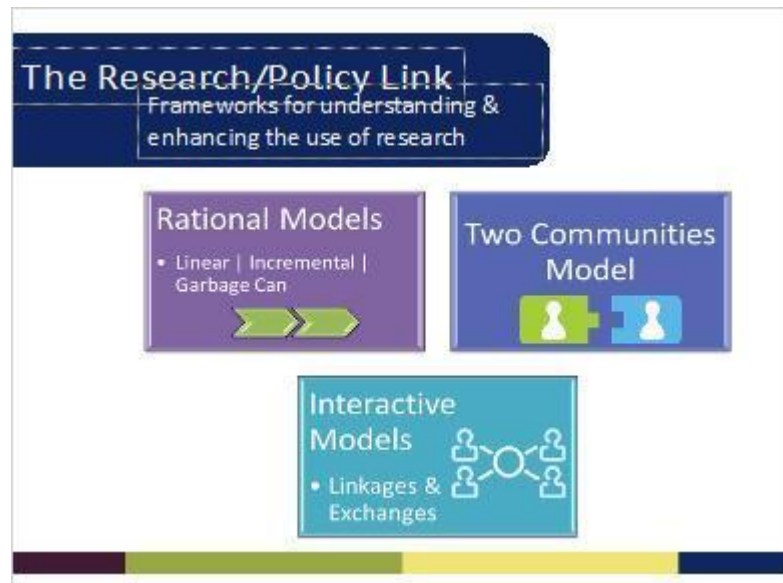 The Research/Policy Link
Frameworks for understanding &
enhancing the use of research
Rational Models
• Linear | Incremental |
Garbage Can
Two Communities
Model
Interactive
Models
• Linkages &
Exchanges